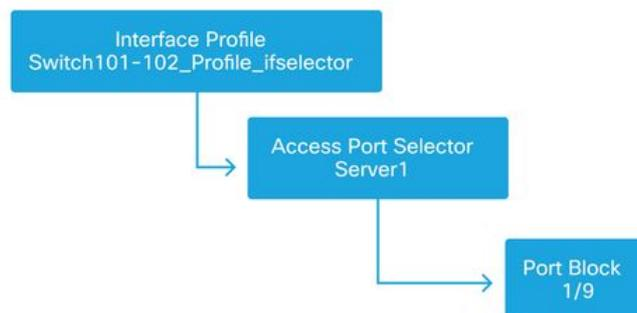 Interface Profile
Switch101-102_Profile_ifselector
Access Port Selector
Server1
Port Block
1/9